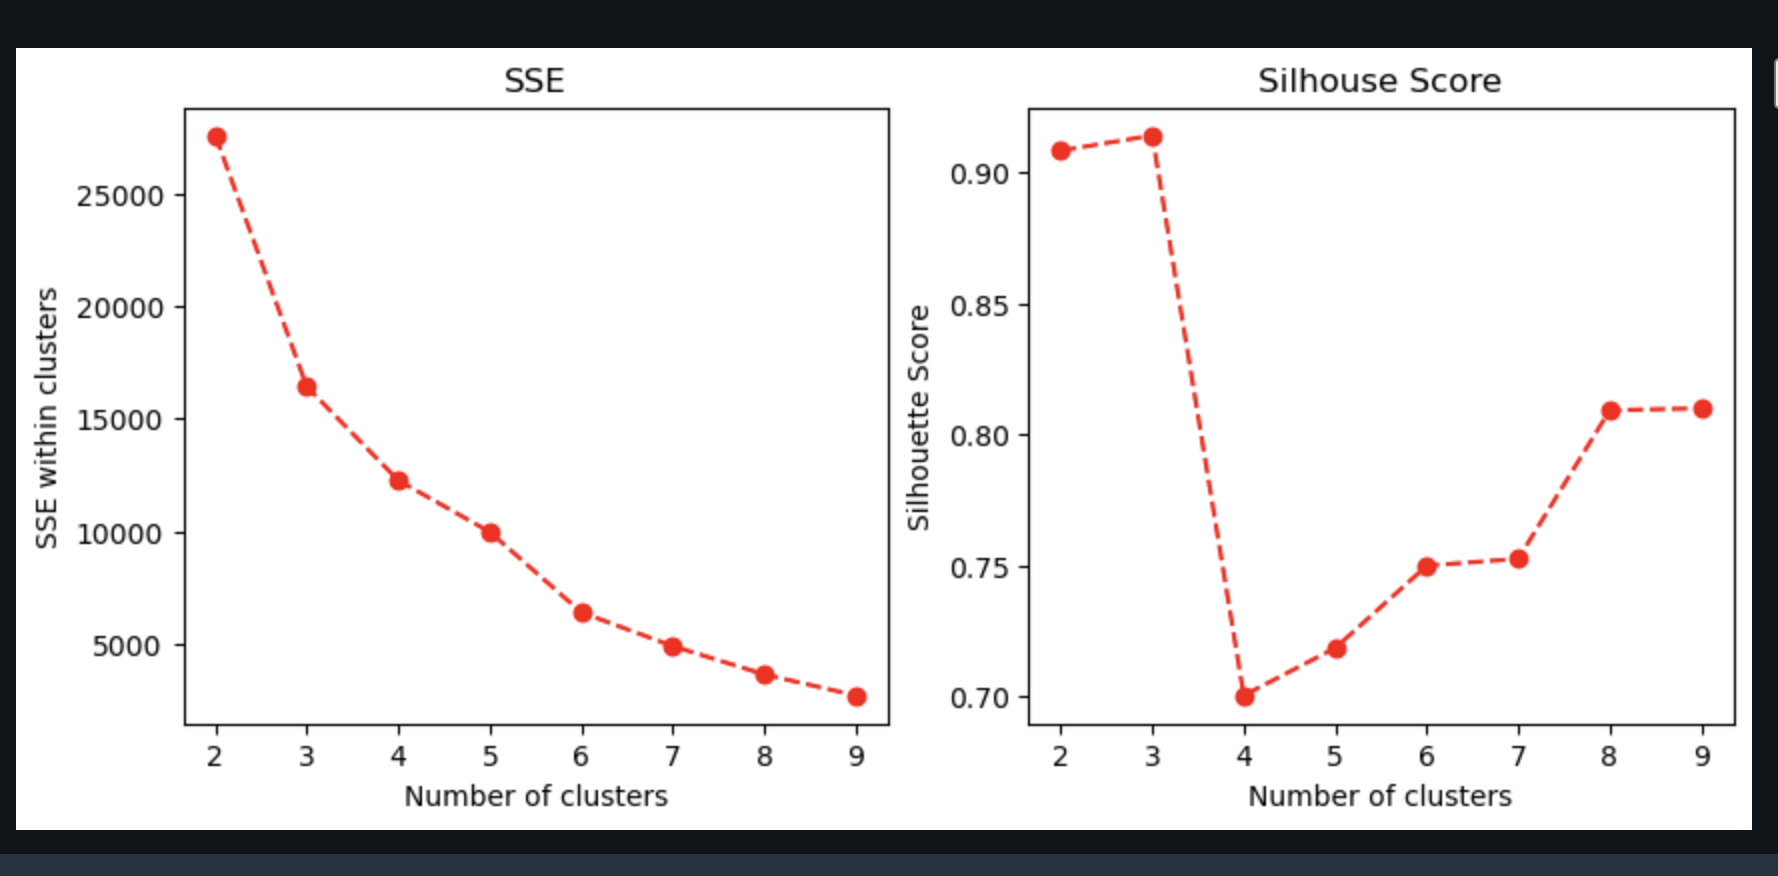 SSE
SSE within clusters
25000
20000
15000
10000
5000
2 3 4 5 6 7 8 9
Number of clusters
Silhouse Score
Silhouette Score
0.90
0.85
0.80
0.75
0.70
2 3 4 5 6 7 8 9
Number of clusters